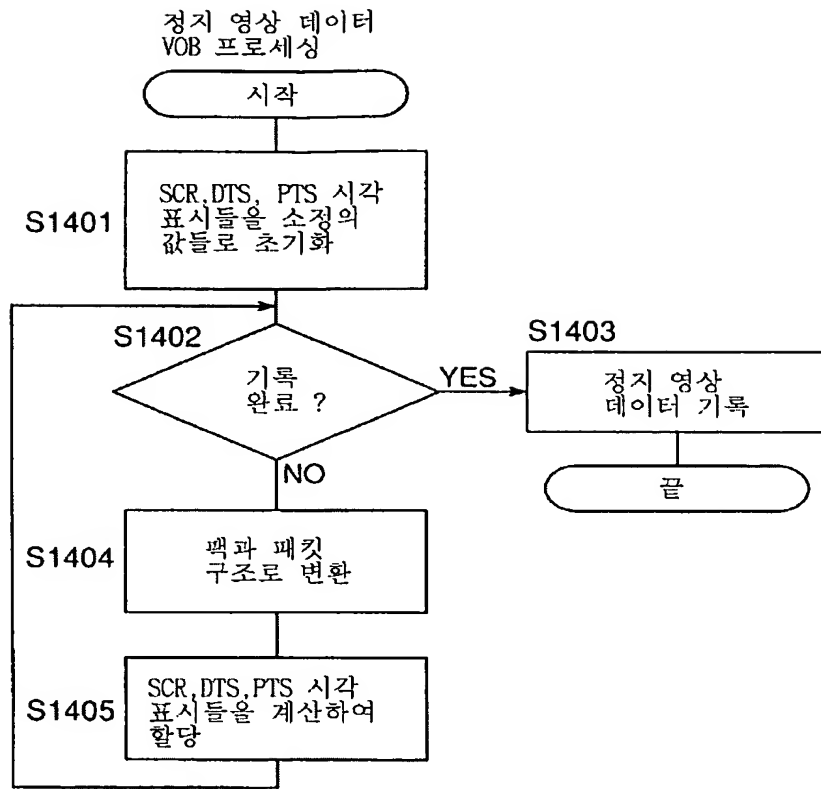 정지 영상 데이터
VOB 프로세싱
시작
S1401
SCR,DTS, PTS 시각
표시들을 소정의
값들로 초기화
S1402
기록
완료 ?
YES
NO
S1403
정지 영상
데이터 기록
끝
S1404
팩과 패킷
구조로 변환
S1405
SCR,DTS,PTS 시각
표시들을 계산하여
할당